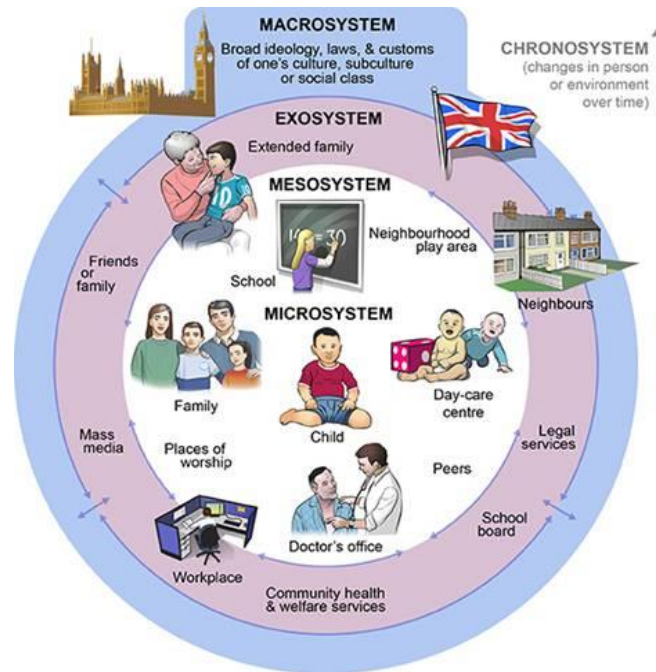 MACROSYSTEM
Broad ideology, laws, & customs
of one's culture, subculture
or social class
CHRONOSYSTEM
(changes in person
or environment
over time)
EXOSYSTEM
Extended family
MESOSYSTEM
Neighbourhood
play area
School
Friends
or family
Neighbours
MICROSYSTEM
Family
Child
Day-care
centre
Mass
media
Places of
worship
Peers
Legal
services
School
board
Doctor's office
Workplace
Community health
& welfare services